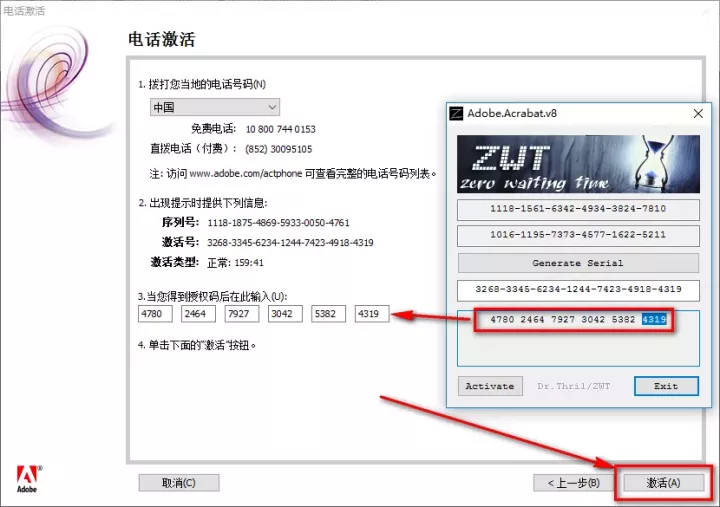 电话激活
电话激活
1. 拨打您当地的电话号码(N)
中国
免费电话: 10 800 744 0153
直拨电话（付费）: (852) 30095105
注: 访问 www.adobe.com/actphone 可查看完整的电话号码列表。
2. 出现提示时提供下列信息:
序列号: 1118-1875-4869-5933-0050-4761
激活号: 3268-3345-6234-1244-7423-4918-4319
激活类型: 正常: 159:41
3.当您得到授权码后在此输入(U):
4780 2464 7927 3042 5382 4319
4. 单击下面的"激活"按钮。
Adobe
取消(C)
< 上一步(B)
激活(A)
Z Adobe.Acrabat.v8
ZWT
zero waiting time
1118-1561-6342-4934-3824-7810
1016-1195-7373-4577-1622-5211
Generate Serial
3268-3345-6234-1244-7423-4918-4319
4780 2464 7927 3042 5382 4319
Activate
Dr.Thril/ZWT
Exit